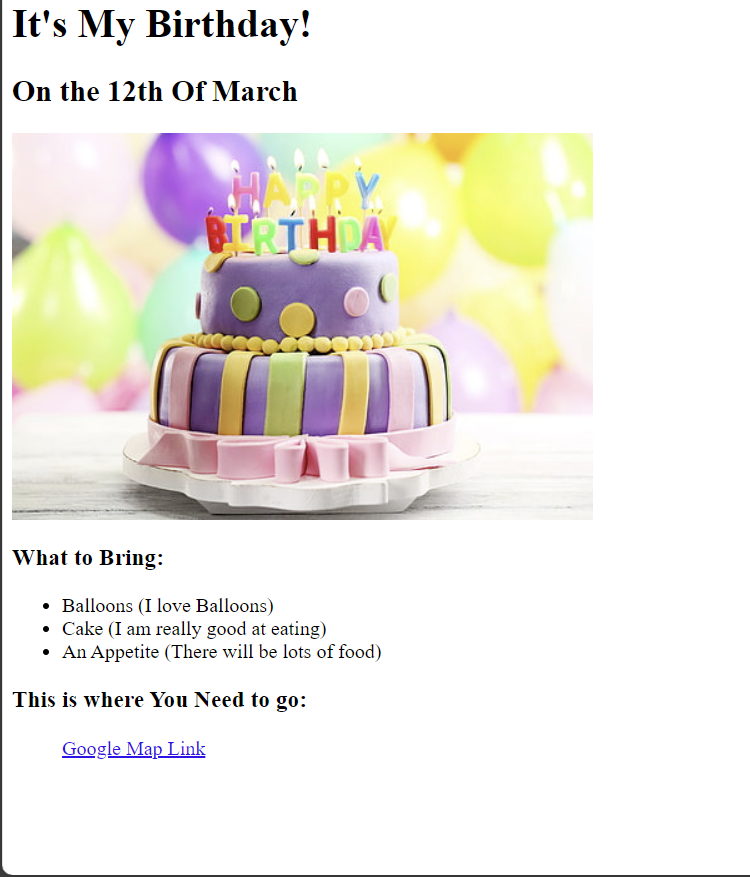 It's My Birthday!
On the 12th Of March
HAPPY
BIRTHDAY
What to Bring:
Balloons (I love Balloons)
Cake (I am really good at eating)
An Appetite (There will be lots of food)
This is where You Need to go:
Google Map Link